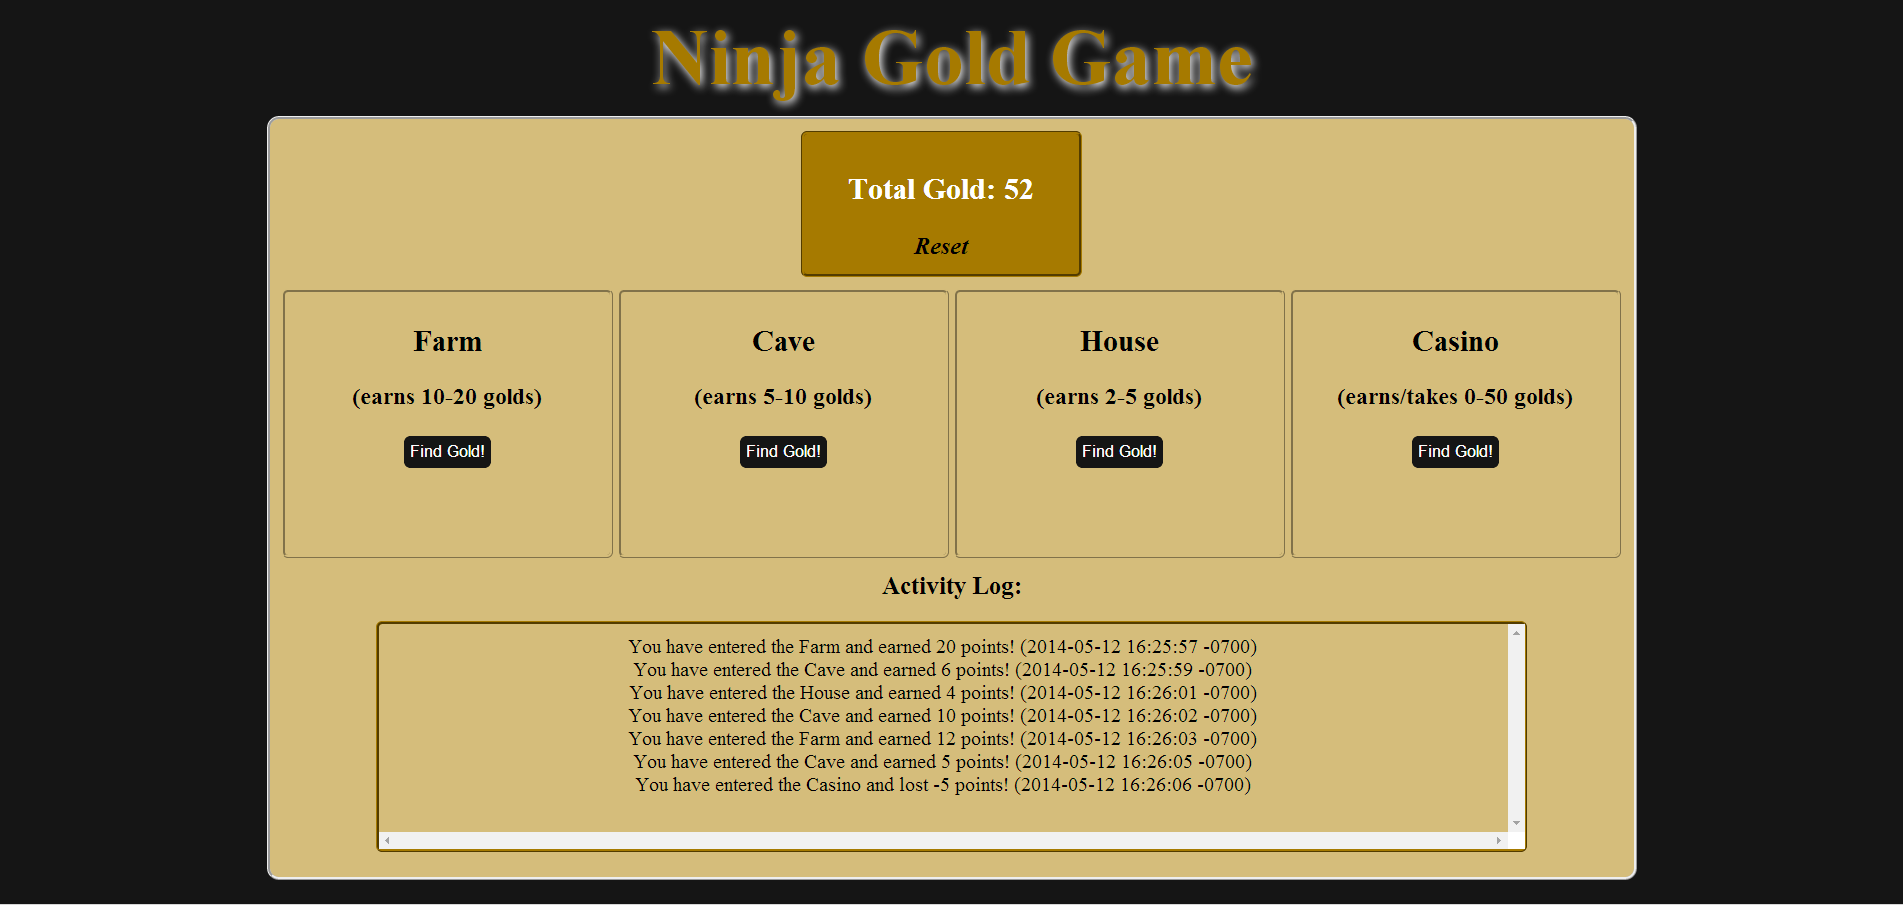 Ninja Gold Game
Total Gold: 52
Reset
Farm
(earns 10-20 golds)
Find Gold!
Cave
(earns 5-10 golds)
Find Gold!
House
(earns 2-5 golds)
Find Gold!
Casino
(earns/takes 0-50 golds)
Find Gold!
Activity Log:
You have entered the Farm and earned 20 points! (2014-05-12 16:25:57 -0700)
You have entered the Cave and earned 6 points! (2014-05-12 16:25:59 -0700)
You have entered the House and earned 4 points! (2014-05-12 16:26:01 -0700)
You have entered the Cave and earned 10 points! (2014-05-12 16:26:02 -0700)
You have entered the Farm and earned 12 points! (2014-05-12 16:26:03 -0700)
You have entered the Cave and earned 5 points! (2014-05-12 16:26:05 -0700)
You have entered the Casino and lost -5 points! (2014-05-12 16:26:06 -0700)